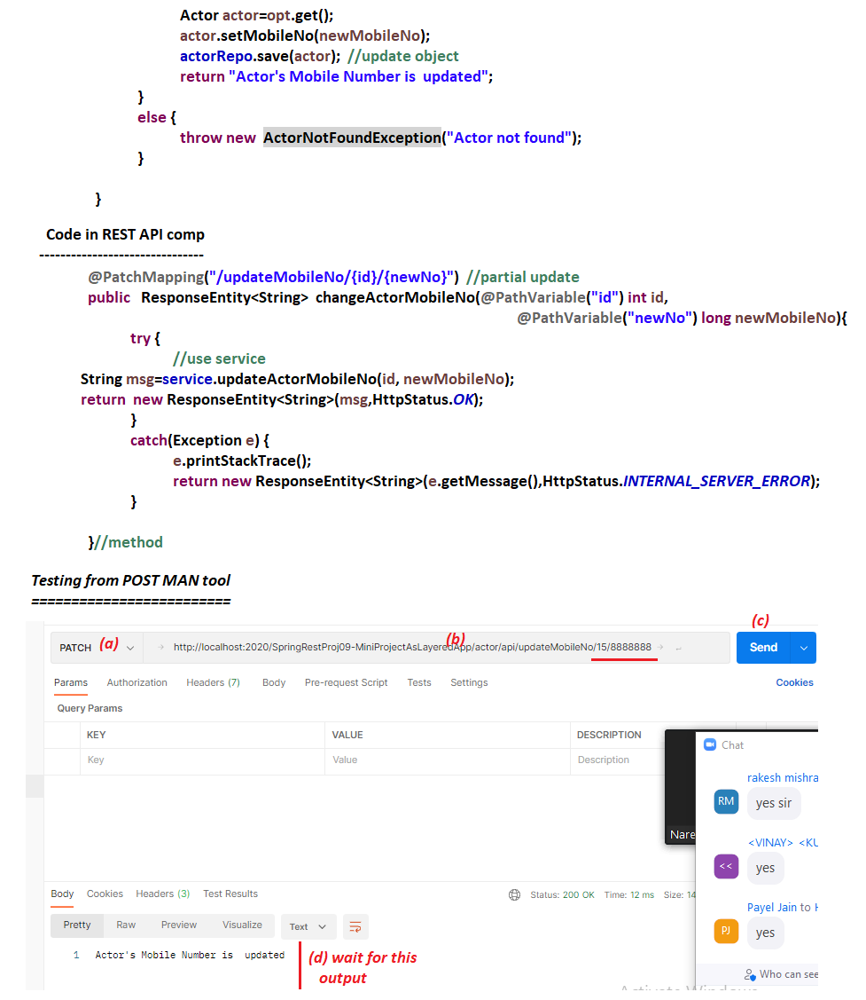 Actor actor=opt.get();
actor.setMobileNo(newMobileNo);
actorRepo.save(actor);  //update object
return "Actor's Mobile Number is  updated";
}
else {
throw new  ActorNotFoundException("Actor not found");
}
}
Code in REST API comp
-------------------------------
@PatchMapping("/updateMobileNo/{id}/{newNo}")  //partial update
public   ResponseEntity<String>  changeActorMobileNo(@PathVariable("id") int id,
@PathVariable("newNo") long newMobileNo){
try {
//use service
String msg=service.updateActorMobileNo(id, newMobileNo);
return  new ResponseEntity<String>(msg,HttpStatus.OK);
}
catch(Exception e) {
e.printStackTrace();
return new ResponseEntity<String>(e.getMessage(),HttpStatus.INTERNAL_SERVER_ERROR);
}
}//method
Testing from POST MAN tool
=========================
(c)
PATCH (a) http://localhost:2020/SpringRestProj09-MiniProjectAsLayeredApp/actor/api/updateMobileNo/15/8888888 (b) Send
Params Authorization Headers (7) Body Pre-request Script Tests Settings Cookies
Query Params
KEY VALUE DESCRIPTION
Key Value Description
Chat
rakesh mishra
RM yes sir
Nare
<VINAY> <KU
<< yes
Body Cookies Headers (3) Test Results Status: 200 OK Time: 12 ms Size: 14
Payel Jain to H
Pretty Raw Preview Visualize Text PJ yes
1 Actor's Mobile Number is  updated (d) wait for this
output
Who can see
Activate Windows